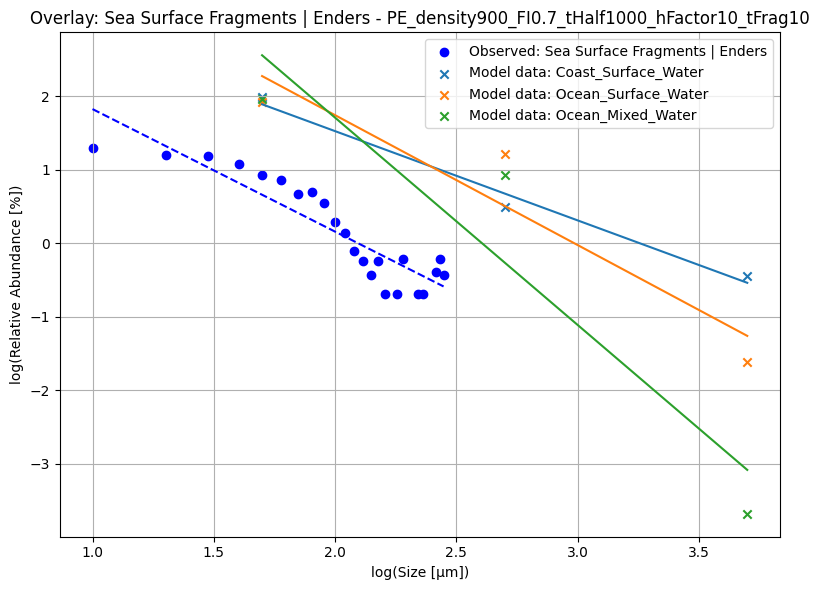 Overlay: Sea Surface Fragments | Enders - PE_density900_FI0.7_tHalf1000_hFactor10_tFrag10
Observed: Sea Surface Fragments | Enders
Model data: Coast_Surface_Water
Model data: Ocean_Surface_Water
Model data: Ocean_Mixed_Water
log(Relative Abundance [%])
2
1
0
−1
−2
−3
1.0 1.5 2.0 2.5 3.0 3.5
log(Size [µm])